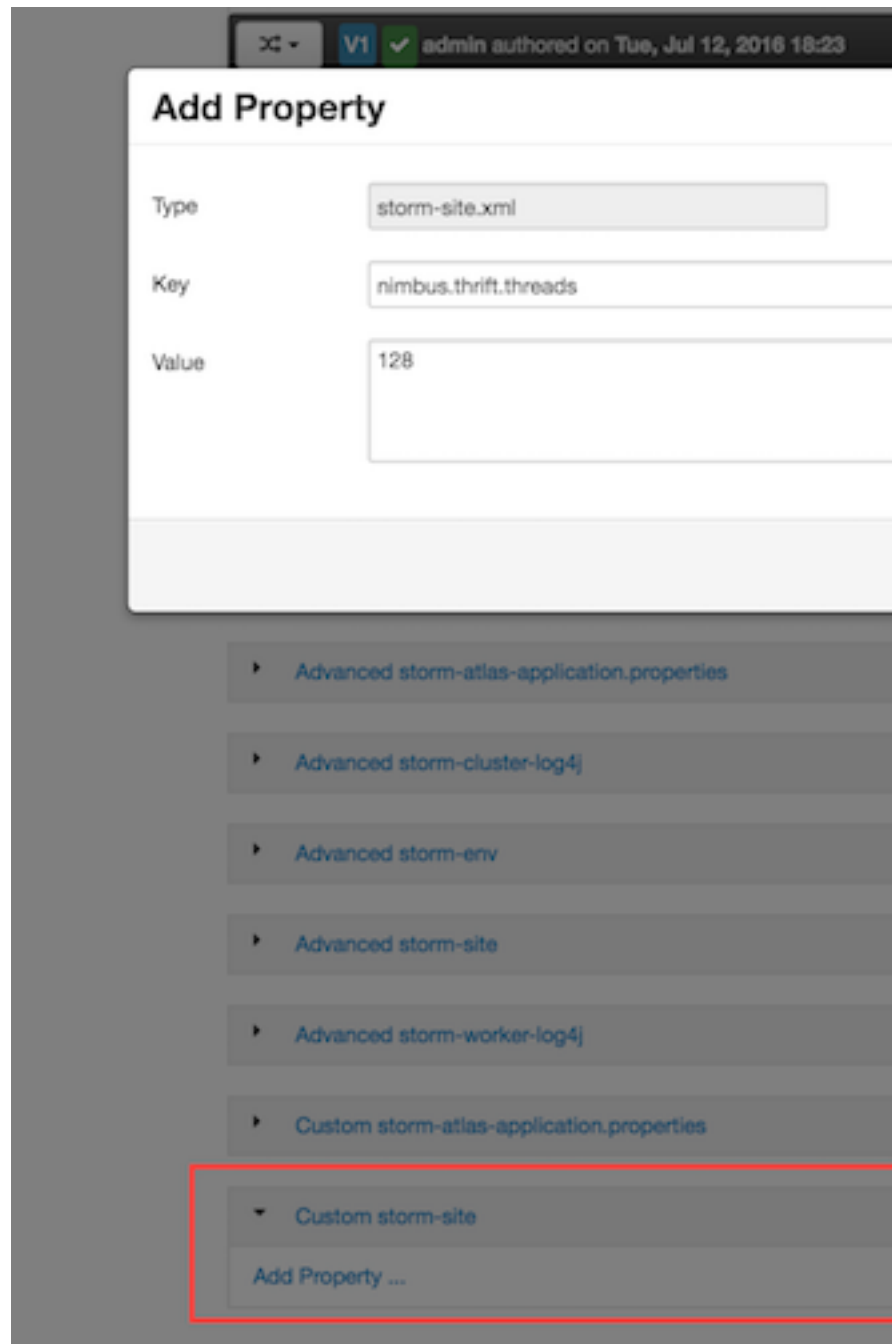 V1 admin authored on Tue, Jul 12, 2016 18:23
Add Property
Type
storm-site.xml
Key
nimbus.thrift.threads
Value
128
Advanced storm-atlas-application.properties
Advanced storm-cluster-log4j
Advanced storm-env
Advanced storm-site
Advanced storm-worker-log4j
Custom storm-atlas-application.properties
Custom storm-site
Add Property ...